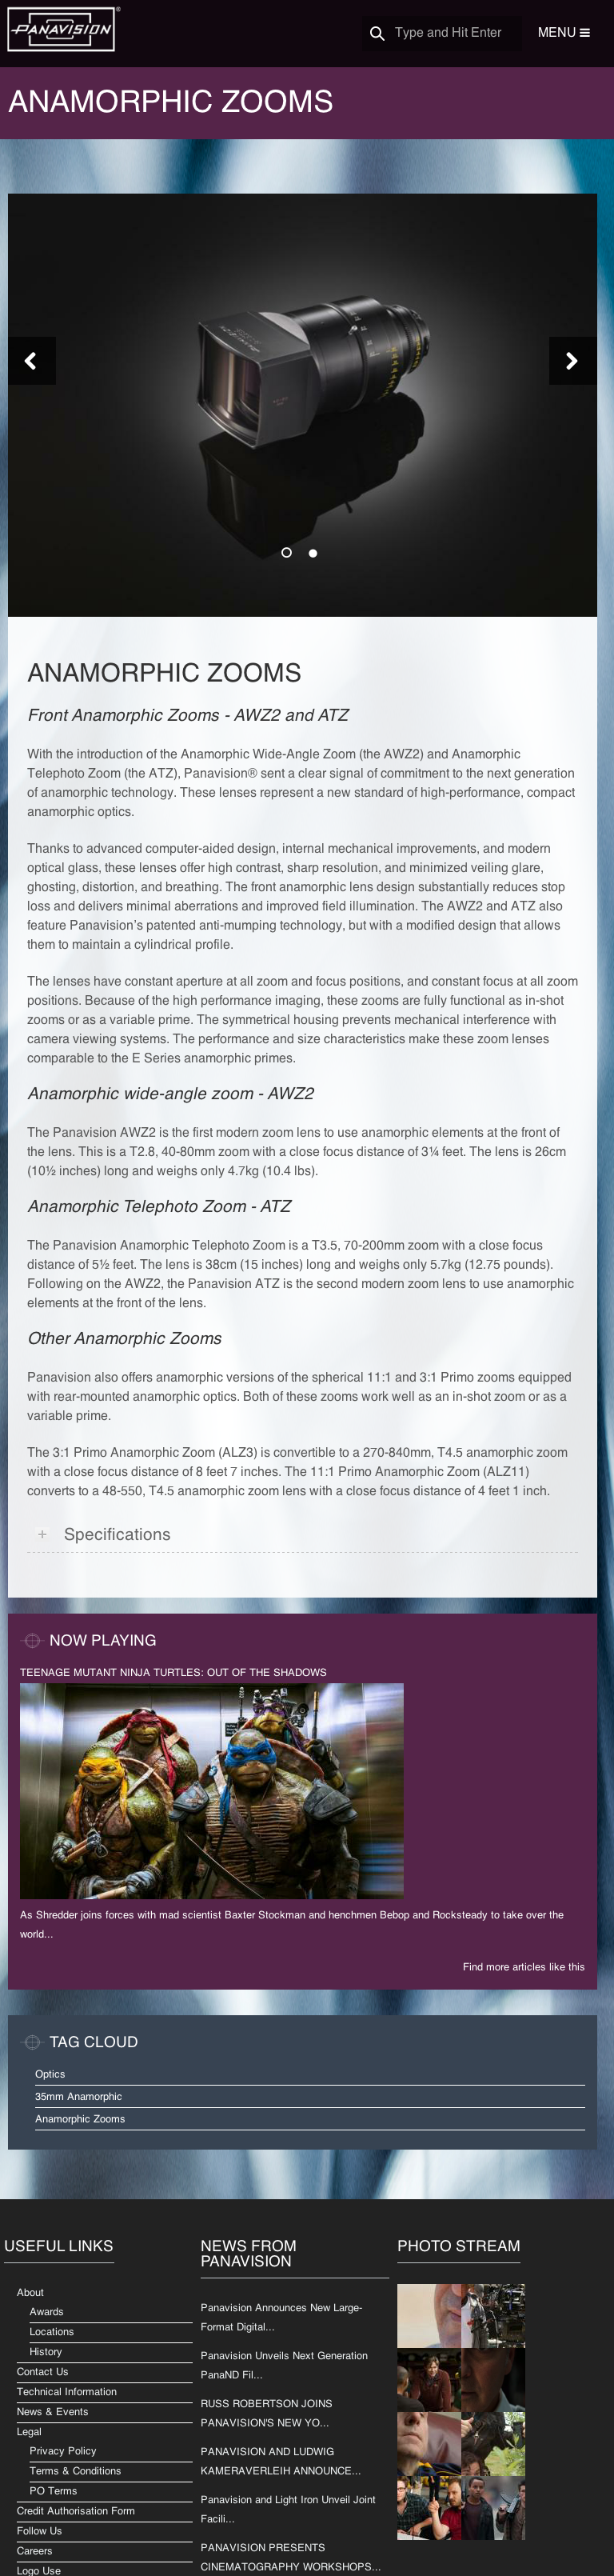 PANAVISION®
Type and Hit Enter
MENU
ANAMORPHIC ZOOMS
ANAMORPHIC ZOOMS
Front Anamorphic Zooms - AWZ2 and ATZ
With the introduction of the Anamorphic Wide-Angle Zoom (the AWZ2) and Anamorphic
Telephoto Zoom (the ATZ), Panavision® sent a clear signal of commitment to the next generation
of anamorphic technology. These lenses represent a new standard of high-performance, compact
anamorphic optics.
Thanks to advanced computer-aided design, internal mechanical improvements, and modern
optical glass, these lenses offer high contrast, sharp resolution, and minimized veiling glare,
ghosting, distortion, and breathing. The front anamorphic lens design substantially reduces stop
loss and delivers minimal aberrations and improved field illumination. The AWZ2 and ATZ also
feature Panavision's patented anti-mumping technology, but with a modified design that allows
them to maintain a cylindrical profile.
The lenses have constant aperture at all zoom and focus positions, and constant focus at all zoom
positions. Because of the high performance imaging, these zooms are fully functional as in-shot
zooms or as a variable prime. The symmetrical housing prevents mechanical interference with
camera viewing systems. The performance and size characteristics make these zoom lenses
comparable to the E Series anamorphic primes.
Anamorphic wide-angle zoom - AWZ2
The Panavision AWZ2 is the first modern zoom lens to use anamorphic elements at the front of
the lens. This is a T2.8, 40-80mm zoom with a close focus distance of 3¼ feet. The lens is 26cm
(10½ inches) long and weighs only 4.7kg (10.4 lbs).
Anamorphic Telephoto Zoom - ATZ
The Panavision Anamorphic Telephoto Zoom is a T3.5, 70-200mm zoom with a close focus
distance of 5½ feet. The lens is 38cm (15 inches) long and weighs only 5.7kg (12.75 pounds).
Following on the AWZ2, the Panavision ATZ is the second modern zoom lens to use anamorphic
elements at the front of the lens.
Other Anamorphic Zooms
Panavision also offers anamorphic versions of the spherical 11:1 and 3:1 Primo zooms equipped
with rear-mounted anamorphic optics. Both of these zooms work well as an in-shot zoom or as a
variable prime.
The 3:1 Primo Anamorphic Zoom (ALZ3) is convertible to a 270-840mm, T4.5 anamorphic zoom
with a close focus distance of 8 feet 7 inches. The 11:1 Primo Anamorphic Zoom (ALZ11)
converts to a 48-550, T4.5 anamorphic zoom lens with a close focus distance of 4 feet 1 inch.
+ Specifications
NOW PLAYING
TEENAGE MUTANT NINJA TURTLES: OUT OF THE SHADOWS
As Shredder joins forces with mad scientist Baxter Stockman and henchmen Bebop and Rocksteady to take over the
world...
Find more articles like this
TAG CLOUD
Optics
35mm Anamorphic
Anamorphic Zooms
USEFUL LINKS
About
Awards
Locations
History
Contact Us
Technical Information
News & Events
Legal
Privacy Policy
Terms & Conditions
PO Terms
Credit Authorisation Form
Follow Us
Careers
Logo Use
NEWS FROM
PANAVISION
Panavision Announces New Large-
Format Digital...
Panavision Unveils Next Generation
PanaND Fil...
RUSS ROBERTSON JOINS
PANAVISION'S NEW YO...
PANAVISION AND LUDWIG
KAMERAVERLEIH ANNOUNCE...
Panavision and Light Iron Unveil Joint
Facili...
PANAVISION PRESENTS
CINEMATOGRAPHY WORKSHOPS...
PHOTO STREAM